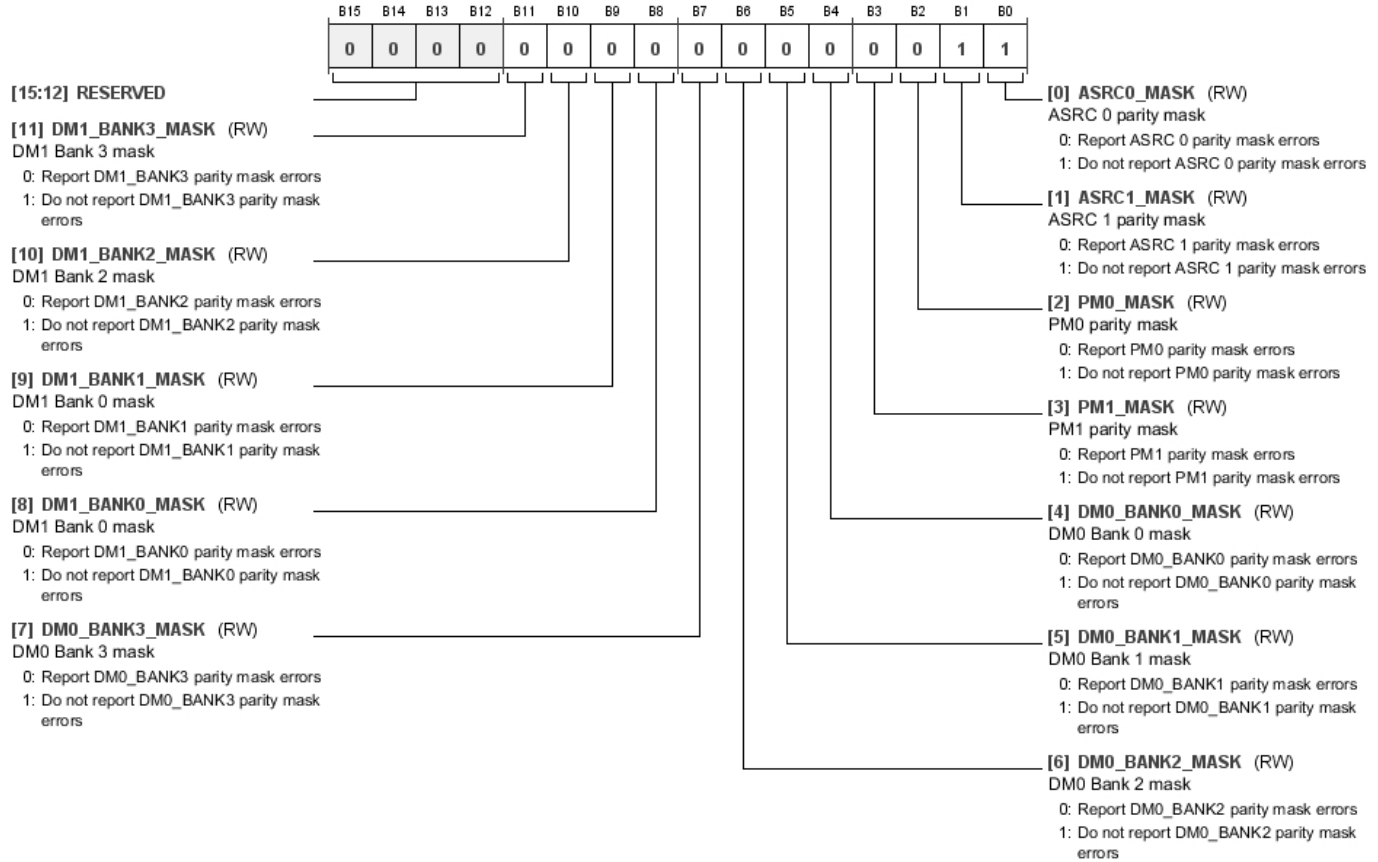 B15 B14 B13 B12 B11 B10 B9 B8 B7 B6 B5 B4 B3 B2 B1 B0
0 0 0 0 0 0 0 0 0 0 0 0 0 0 1 1
[15:12] RESERVED
[11] DM1_BANK3_MASK (RW)
DM1 Bank 3 mask
0: Report DM1_BANK3 parity mask errors
1: Do not report DM1_BANK3 parity mask
errors
[10] DM1_BANK2_MASK (RW)
DM1 Bank 2 mask
0: Report DM1_BANK2 parity mask errors
1: Do not report DM1_BANK2 parity mask
errors
[9] DM1_BANK1_MASK (RW)
DM1 Bank 0 mask
0: Report DM1_BANK1 parity mask errors
1: Do not report DM1_BANK1 parity mask
errors
[8] DM1_BANK0_MASK (RW)
DM1 Bank 0 mask
0: Report DM1_BANK0 parity mask errors
1: Do not report DM1_BANK0 parity mask
errors
[7] DM0_BANK3_MASK (RW)
DM0 Bank 3 mask
0: Report DM0_BANK3 parity mask errors
1: Do not report DM0_BANK3 parity mask
errors
[0] ASRC0_MASK (RW)
ASRC 0 parity mask
0: Report ASRC 0 parity mask errors
1: Do not report ASRC 0 parity mask errors
[1] ASRC1_MASK (RW)
ASRC 1 parity mask
0: Report ASRC 1 parity mask errors
1: Do not report ASRC 1 parity mask errors
[2] PM0_MASK (RW)
PM0 parity mask
0: Report PM0 parity mask errors
1: Do not report PM0 parity mask errors
[3] PM1_MASK (RW)
PM1 parity mask
0: Report PM1 parity mask errors
1: Do not report PM1 parity mask errors
[4] DM0_BANK0_MASK (RW)
DM0 Bank 0 mask
0: Report DM0_BANK0 parity mask errors
1: Do not report DM0_BANK0 parity mask
errors
[5] DM0_BANK1_MASK (RW)
DM0 Bank 1 mask
0: Report DM0_BANK1 parity mask errors
1: Do not report DM0_BANK1 parity mask
errors
[6] DM0_BANK2_MASK (RW)
DM0 Bank 2 mask
0: Report DM0_BANK2 parity mask errors
1: Do not report DM0_BANK2 parity mask
errors